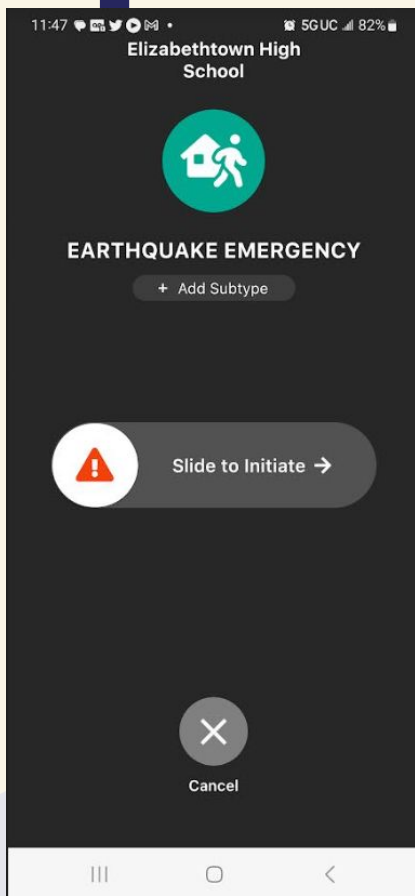 11:47 5GUC 82%
Elizabethtown High
School
EARTHQUAKE EMERGENCY
+ Add Subtype
Slide to Initiate →
Cancel